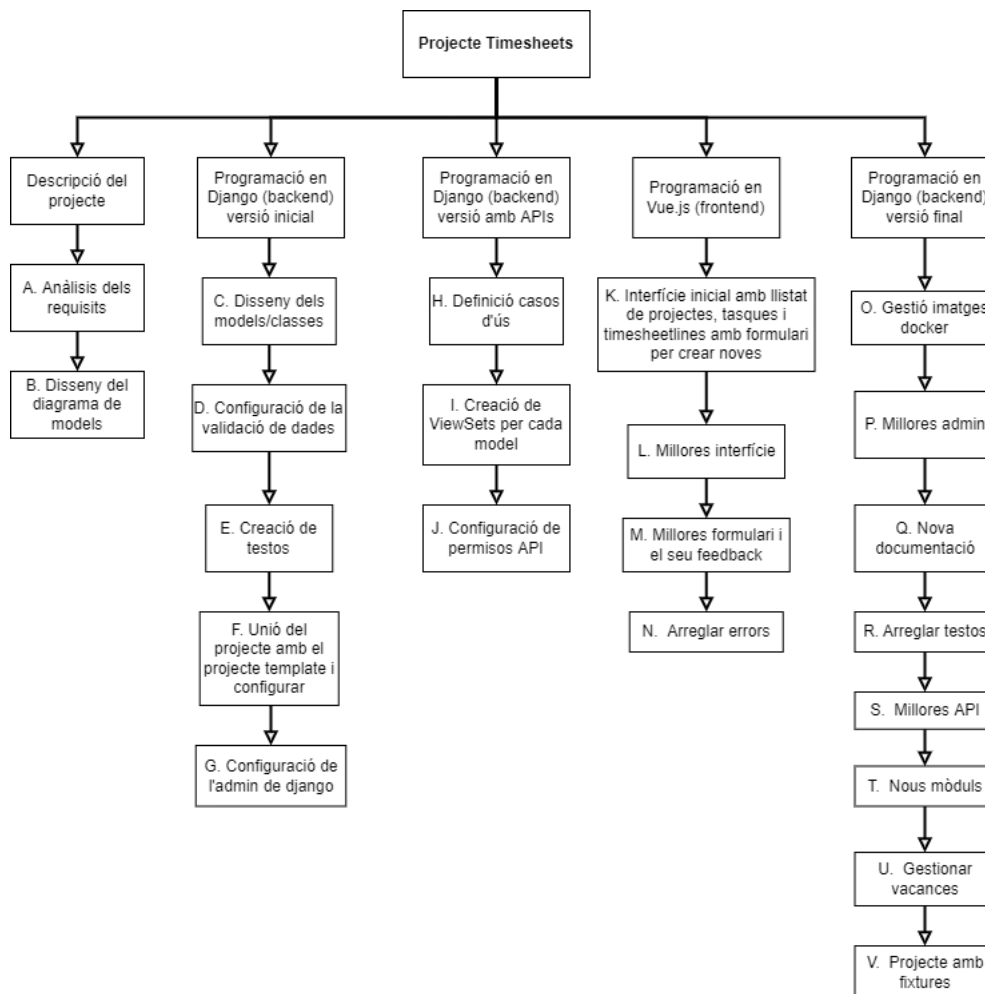 Projecte Timesheets
Descripció del
projecte
A. Anàlisis dels
requisits
B. Disseny del
diagrama de
models
Programació en
Django (backend)
versió inicial
C. Disseny dels
models/classes
D. Configuració de la
validació de dades
E. Creació de
testos
F. Unió del
projecte amb el
projecte template i
configurar
G. Configuració de
l'admin de django
Programació en
Django (backend)
versió amb APIs
H. Definició casos
d'ús
I. Creació de
ViewSets per cada
model
J. Configuració de
permisos API
Programació en
Vue.js (frontend)
K. Interfície inicial amb llistat
de projectes, tasques i
timesheetlines amb formulari
per crear noves
L. Millores interfície
M. Millores formulari i
el seu feedback
N. Arreglar errors
Programació en
Django (backend)
versió final
O. Gestió imatges
docker
P. Millores admin
Q. Nova
documentació
R. Arreglar testos
S. Millores API
T. Nous mòduls
U. Gestionar
vacances
V. Projecte amb
fixtures